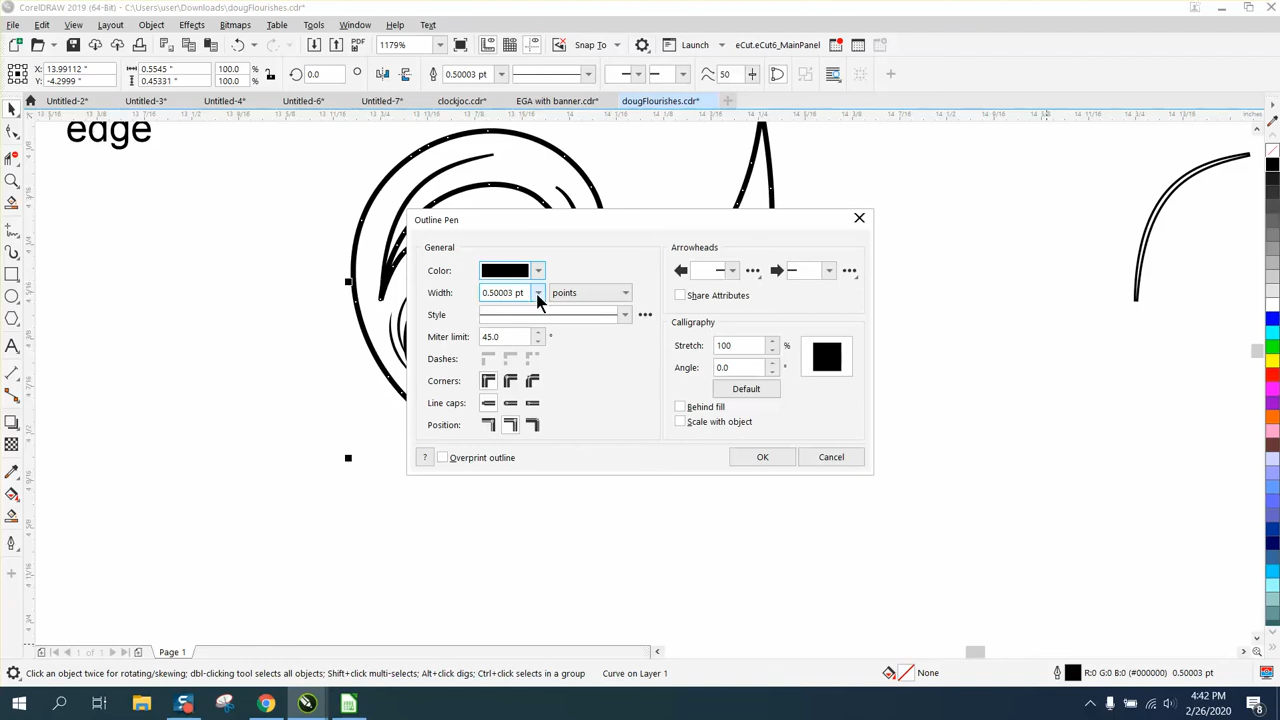 CorelDRAW 2019 (64-Bit) - C:\Users\user\Downloads\dougFlourishes.cdr*
File Edit View Layout Object Effects Bitmaps Table Tools Window Help Text
PDF 1179% Snap To Launch eCut.eCut6_MainPanel
X: 13.99112 " 0.5545 " 100.0 % 0.0 0.50003 pt 50
Y: -4.2999 " 0.45331 " 100.0 %
Untitled-2* Untitled-3* Untitled-4* Untitled-6* Untitled-7* clockjoc.cdr* EGA with banner.cdr* dougFlourishes.cdr*
inches
edge
Outline Pen
General
Color:
Width: 0.50003 pt points
Style
Miter limit: 45.0 °
Dashes:
Corners:
Line caps:
Position:
Arrowheads
Share Attributes
Calligraphy
Stretch: 100 %
Angle: 0.0 °
Default
Behind fill
Scale with object
? Overprint outline OK Cancel
1 of 1 Page 1
Click an object twice for rotating/skewing; dbl-clicking tool selects all objects; Shift+click multi-selects; Alt+click digs; Ctrl+click selects in a group Curve on Layer 1 None R:0 G:0 B:0 (#000000) 0.50003 pt
4:42 PM
2/26/2020
8